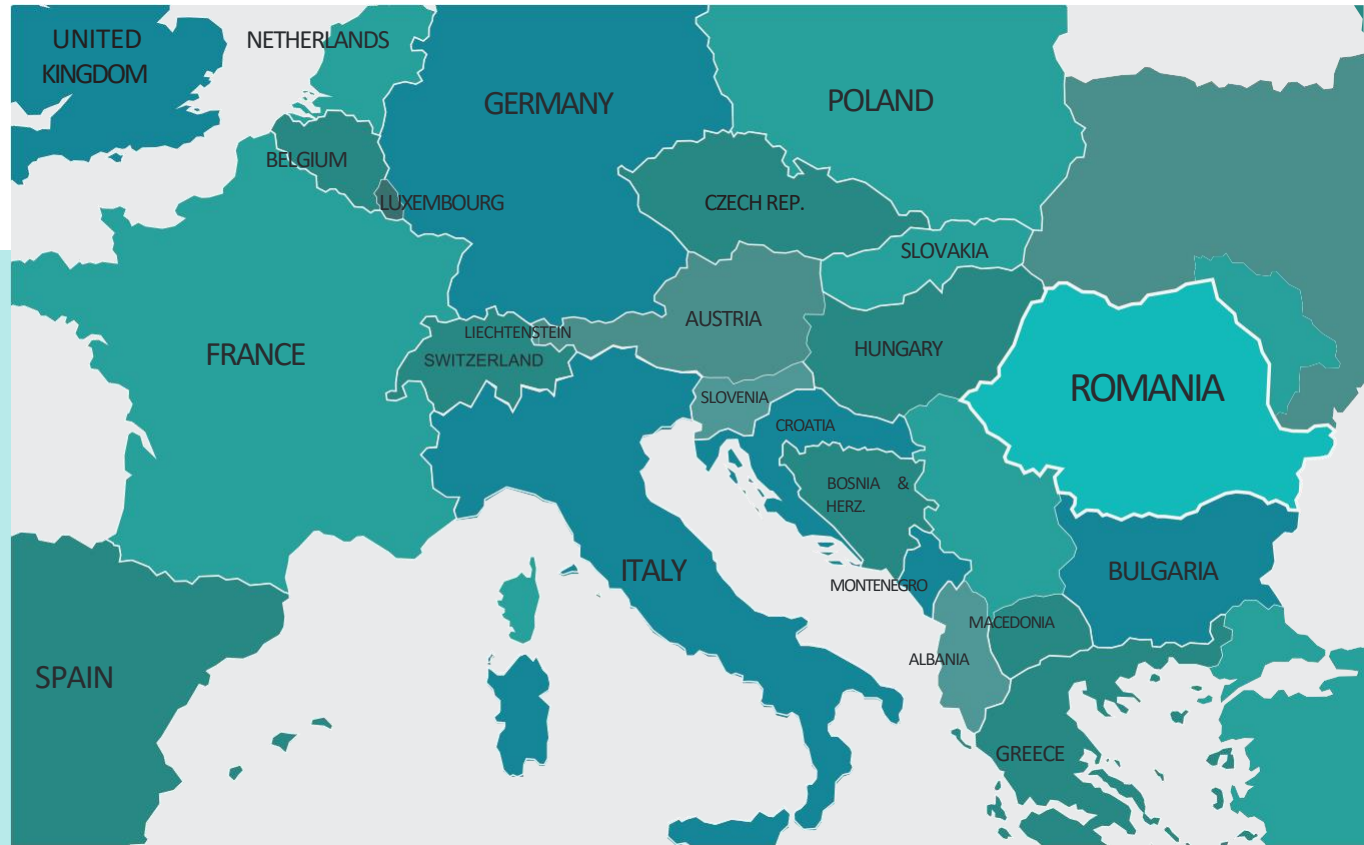 UNITED
KINGDOM
NETHERLANDS
GERMANY
POLAND
BELGIUM
LUXEMBOURG
CZECH REP.
SLOVAKIA
AUSTRIA
LIECHTENSTEIN
SWITZERLAND
FRANCE
HUNGARY
ROMANIA
SLOVENIA
CROATIA
BOSNIA &
HERZ.
ITALY
MONTENEGRO
BULGARIA
MACEDONIA
ALBANIA
SPAIN
GREECE